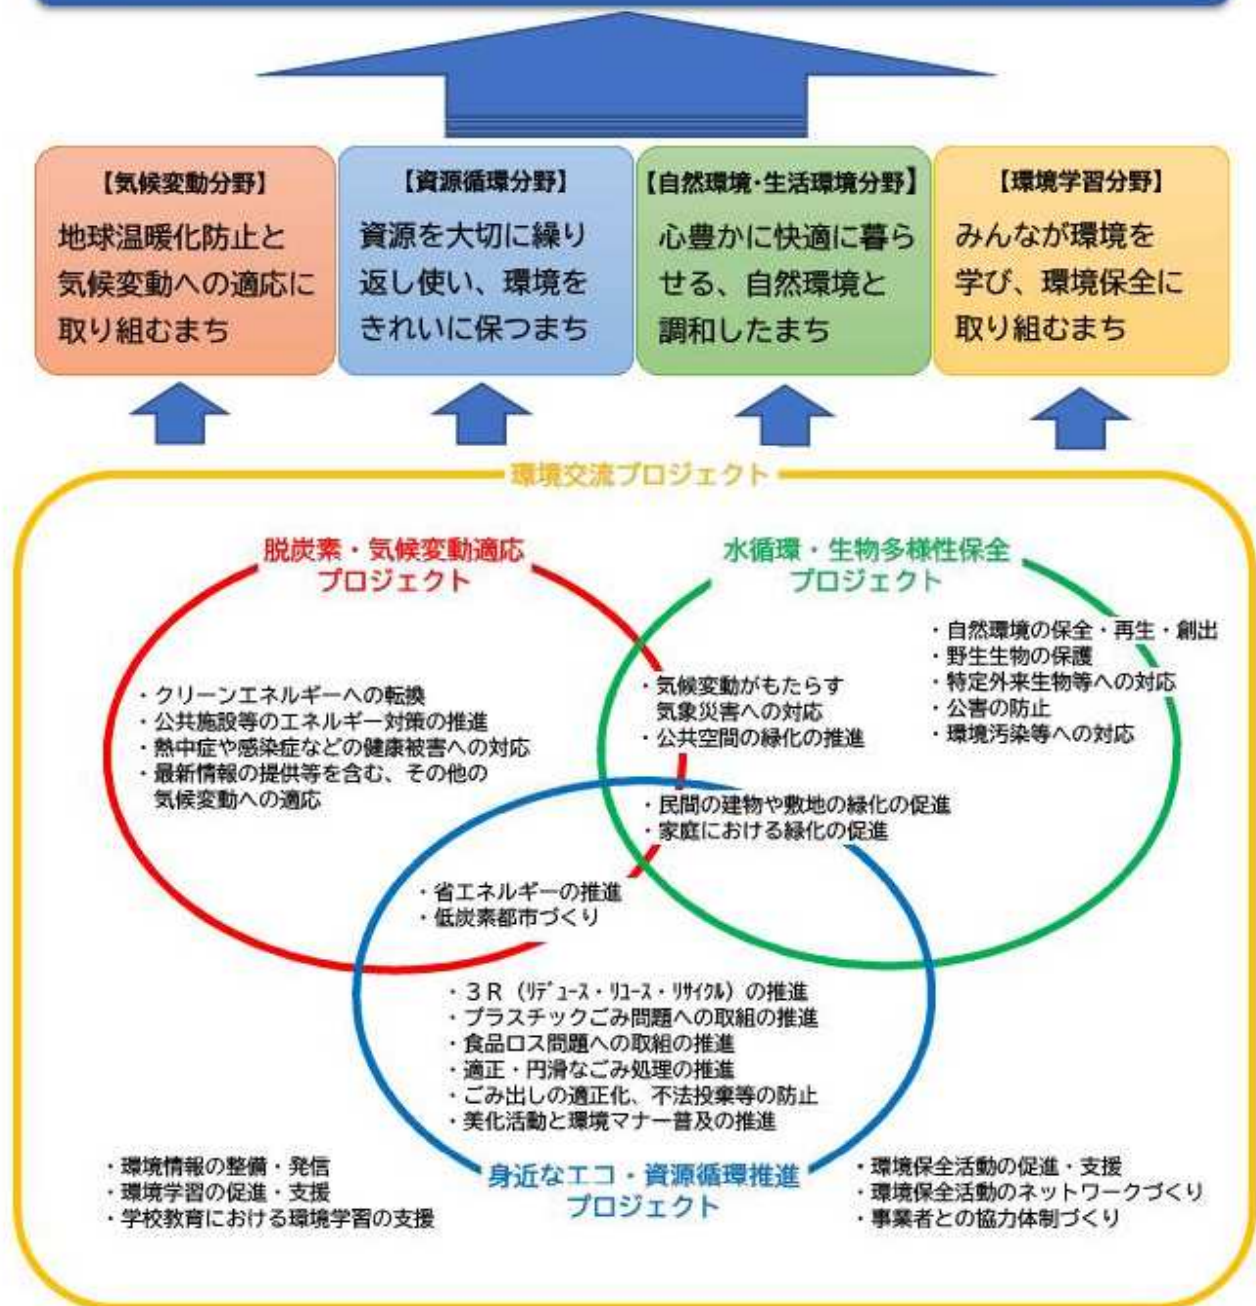 【気候変動分野】
地球温暖化防止と
気候変動への適応に
取り組むまち
【資源循環分野】
資源を大切に繰り
返し使い、環境を
きれいに保つまち
【自然環境・生活環境分野】
心豊かに快適に暮ら
せる、自然環境と
調和したまち
【環境学習分野】
みんなが環境を
学び、環境保全に
取り組むまち
環境交流プロジェクト
脱炭素・気候変動適応
プロジェクト
水循環・生物多様性保全
プロジェクト
・自然環境の保全・再生・創出
・野生生物の保護
・特定外来生物等への対応
・公害の防止
・環境汚染等への対応
・クリーンエネルギーへの転換
・公共施設等のエネルギー対策の推進
・熱中症や感染症などの健康被害への対応
・最新情報の提供等を含む、その他の
気候変動への適応
・気候変動がもたらす
気象災害への対応
・公共空間の緑化の推進
・民間の建物や敷地の緑化の促進
・家庭における緑化の促進
・省エネルギーの推進
・低炭素都市づくり
・3R（ﾘﾃﾞｭｰｽ・ﾘﾕｰｽ・ﾘｻｲｸﾙ）の推進
・プラスチックごみ問題への取組の推進
・食品ロス問題への取組の推進
・適正・円滑なごみ処理の推進
・ごみ出しの適正化、不法投棄等の防止
・美化活動と環境マナー普及の推進
身近なエコ・資源循環推進
プロジェクト
・環境情報の整備・発信
・環境学習の促進・支援
・学校教育における環境学習の支援
・環境保全活動の促進・支援
・環境保全活動のネットワークづくり
・事業者との協力体制づくり